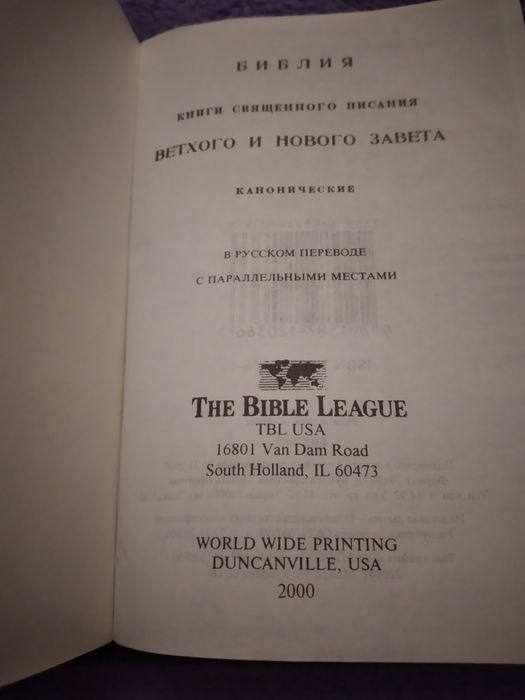 БИБЛИЯ
КНИГИ СВЯЩЕННОГО ПИСАНИЯ
ВЕТХОГО И НОВОГО ЗАВЕТА
КАНОНИЧЕСКИЕ
В РУССКОМ ПЕРЕВОДЕ
С ПАРАЛЛЕЛЬНЫМИ МЕСТАМИ
THE BIBLE LEAGUE
TBL USA
16801 Van Dam Road
South Holland, IL 60473
WORLD WIDE PRINTING
DUNCANVILLE, USA
2000